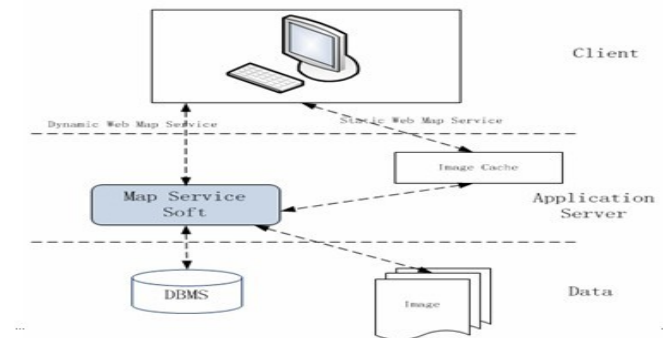 Client
Dynamic Web Map Service
Static Web Map Service
Image Cache
Map Service
Soft
Application
Server
DBMS
Image
Data